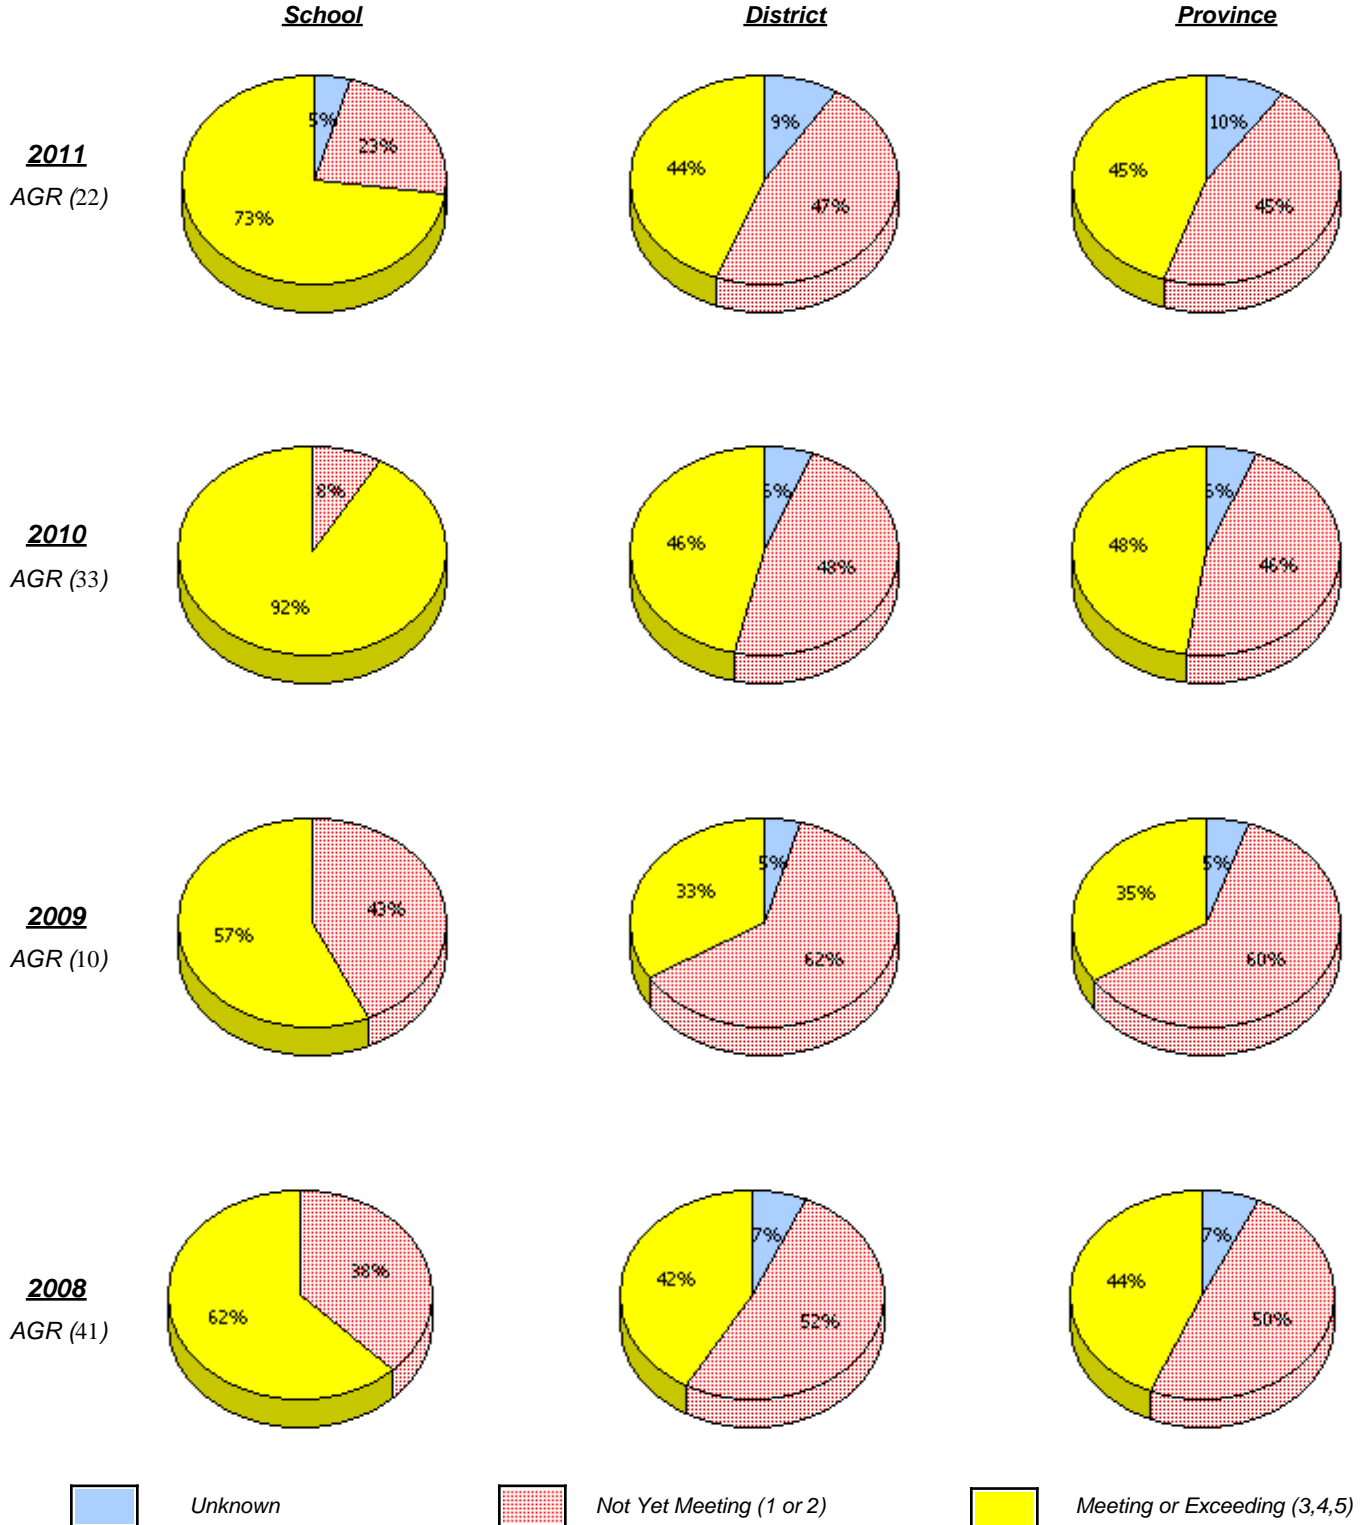 School District Province
5% 9% 10%
2011
23% 44% 45%
AGR (22)
73% 47% 45%
8%
2010
46% 48%
AGR (33)
92% 48% 46%
5% 5%
33% 35%
2009
43%
57%
AGR (10)
62% 60%
7% 7%
38% 42% 44%
2008
62% 52% 50%
AGR (41)
Unknown Not Yet Meeting (1 or 2) Meeting or Exceeding (3,4,5)